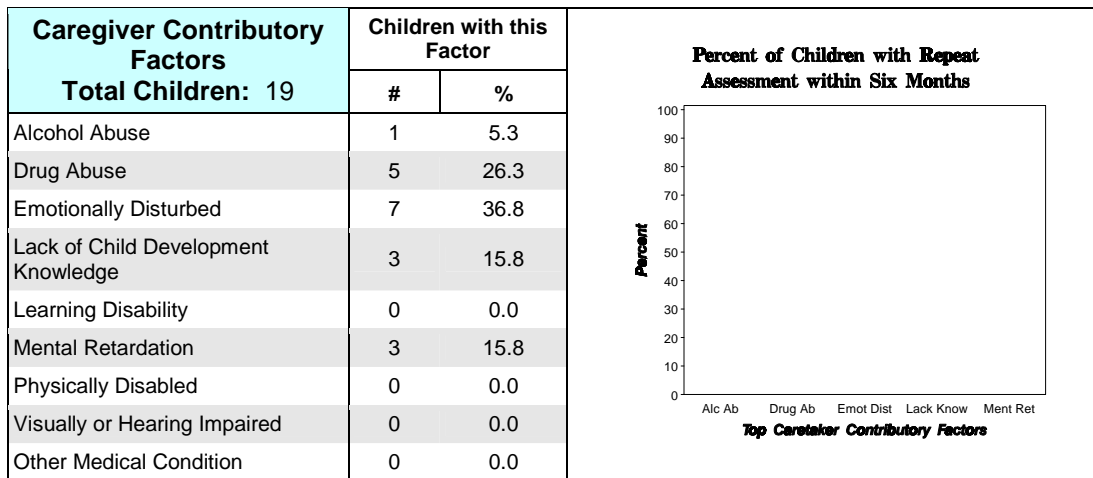 Caregiver Contributory
Factors
Total Children: 19
Children with this
Factor
# %
Alcohol Abuse 1 5.3
Drug Abuse 5 26.3
Emotionally Disturbed 7 36.8
Lack of Child Development
Knowledge 3 15.8
Learning Disability 0 0.0
Mental Retardation 3 15.8
Physically Disabled 0 0.0
Visually or Hearing Impaired 0 0.0
Other Medical Condition 0 0.0
Percent of Children with Repeat
Assessment within Six Months
Percent
100
90
80
70
60
50
40
30
20
10
0
Alc Ab Drug Ab Emot Dist Lack Know Ment Ret
Top Caretaker Contributory Factors